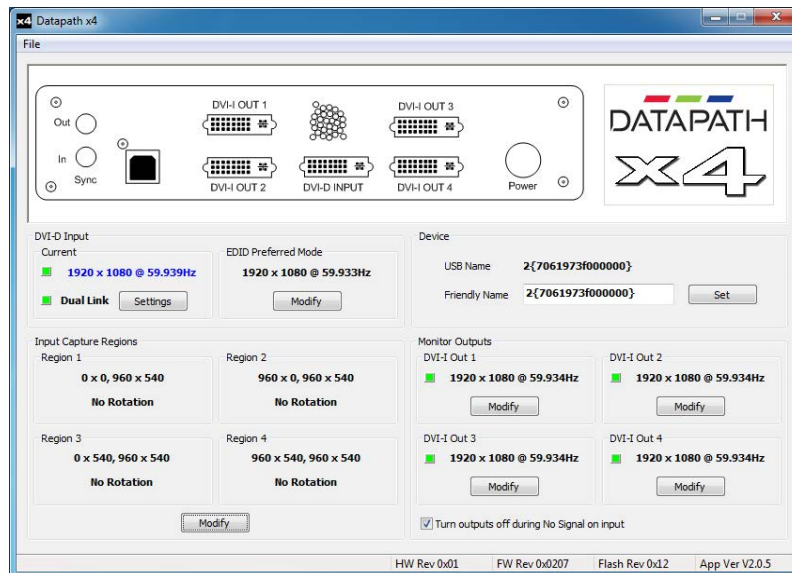 x4 Datapath x4
File
DVI-I OUT 1
DVI-I OUT 3
Out
In
Sync
DVI-I OUT 2
DVI-D INPUT
DVI-I OUT 4
Power
DATAPATH
x4
DVI-D Input
Current
1920 x 1080 @ 59.939Hz
Dual Link
Settings
EDID Preferred Mode
1920 x 1080 @ 59.933Hz
Modify
Device
USB Name 2{7061973f000000}
Friendly Name 2{7061973f000000} Set
Input Capture Regions
Region 1
0 x 0, 960 x 540
No Rotation
Region 2
960 x 0, 960 x 540
No Rotation
Region 3
0 x 540, 960 x 540
No Rotation
Region 4
960 x 540, 960 x 540
No Rotation
Modify
Monitor Outputs
DVI-I Out 1
1920 x 1080 @ 59.934Hz
Modify
DVI-I Out 2
1920 x 1080 @ 59.934Hz
Modify
DVI-I Out 3
1920 x 1080 @ 59.934Hz
Modify
DVI-I Out 4
1920 x 1080 @ 59.934Hz
Modify
Turn outputs off during No Signal on input
HW Rev 0x01 FW Rev 0x0207 Flash Rev 0x12 App Ver V2.0.5